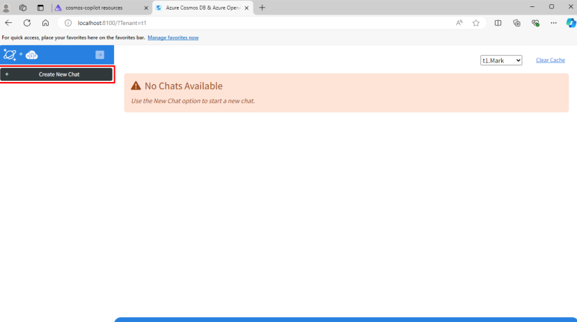 cosmos-copilot resources
Azure Cosmos DB & Azure Open
localhost:8100/?Tenant=t1
For quick access, place your favorites here on the favorites bar. Manage favorites now
+ Create New Chat
t1.Mark
Clear Cache
No Chats Available
Use the New Chat option to start a new chat.